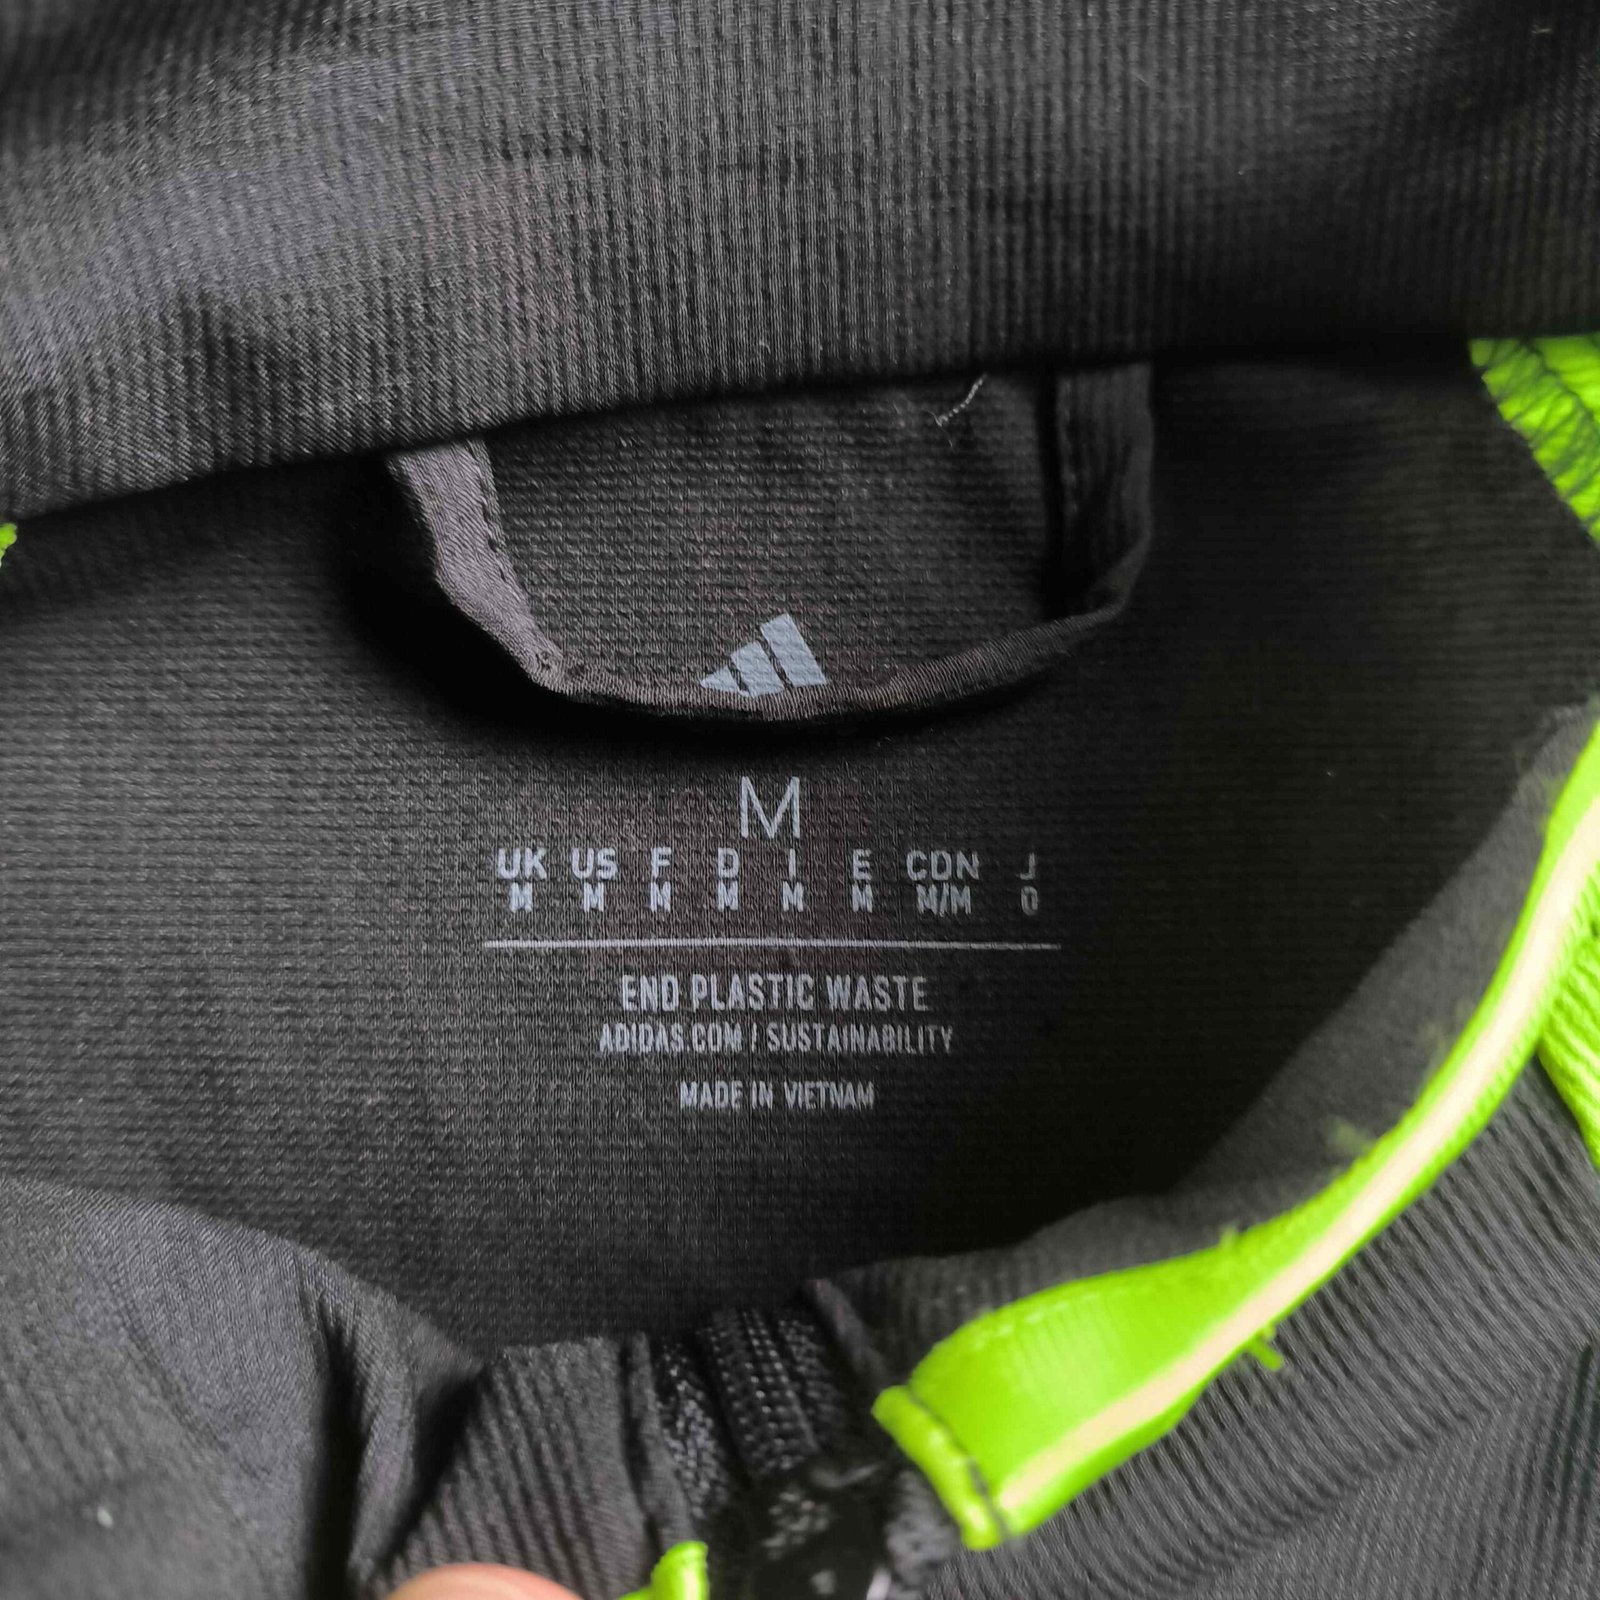 M
UK US F D I E CDN J
M M M M M M M/M O
END PLASTIC WASTE
ADIDAS.COM / SUSTAINABILITY
MADE IN VIETNAM